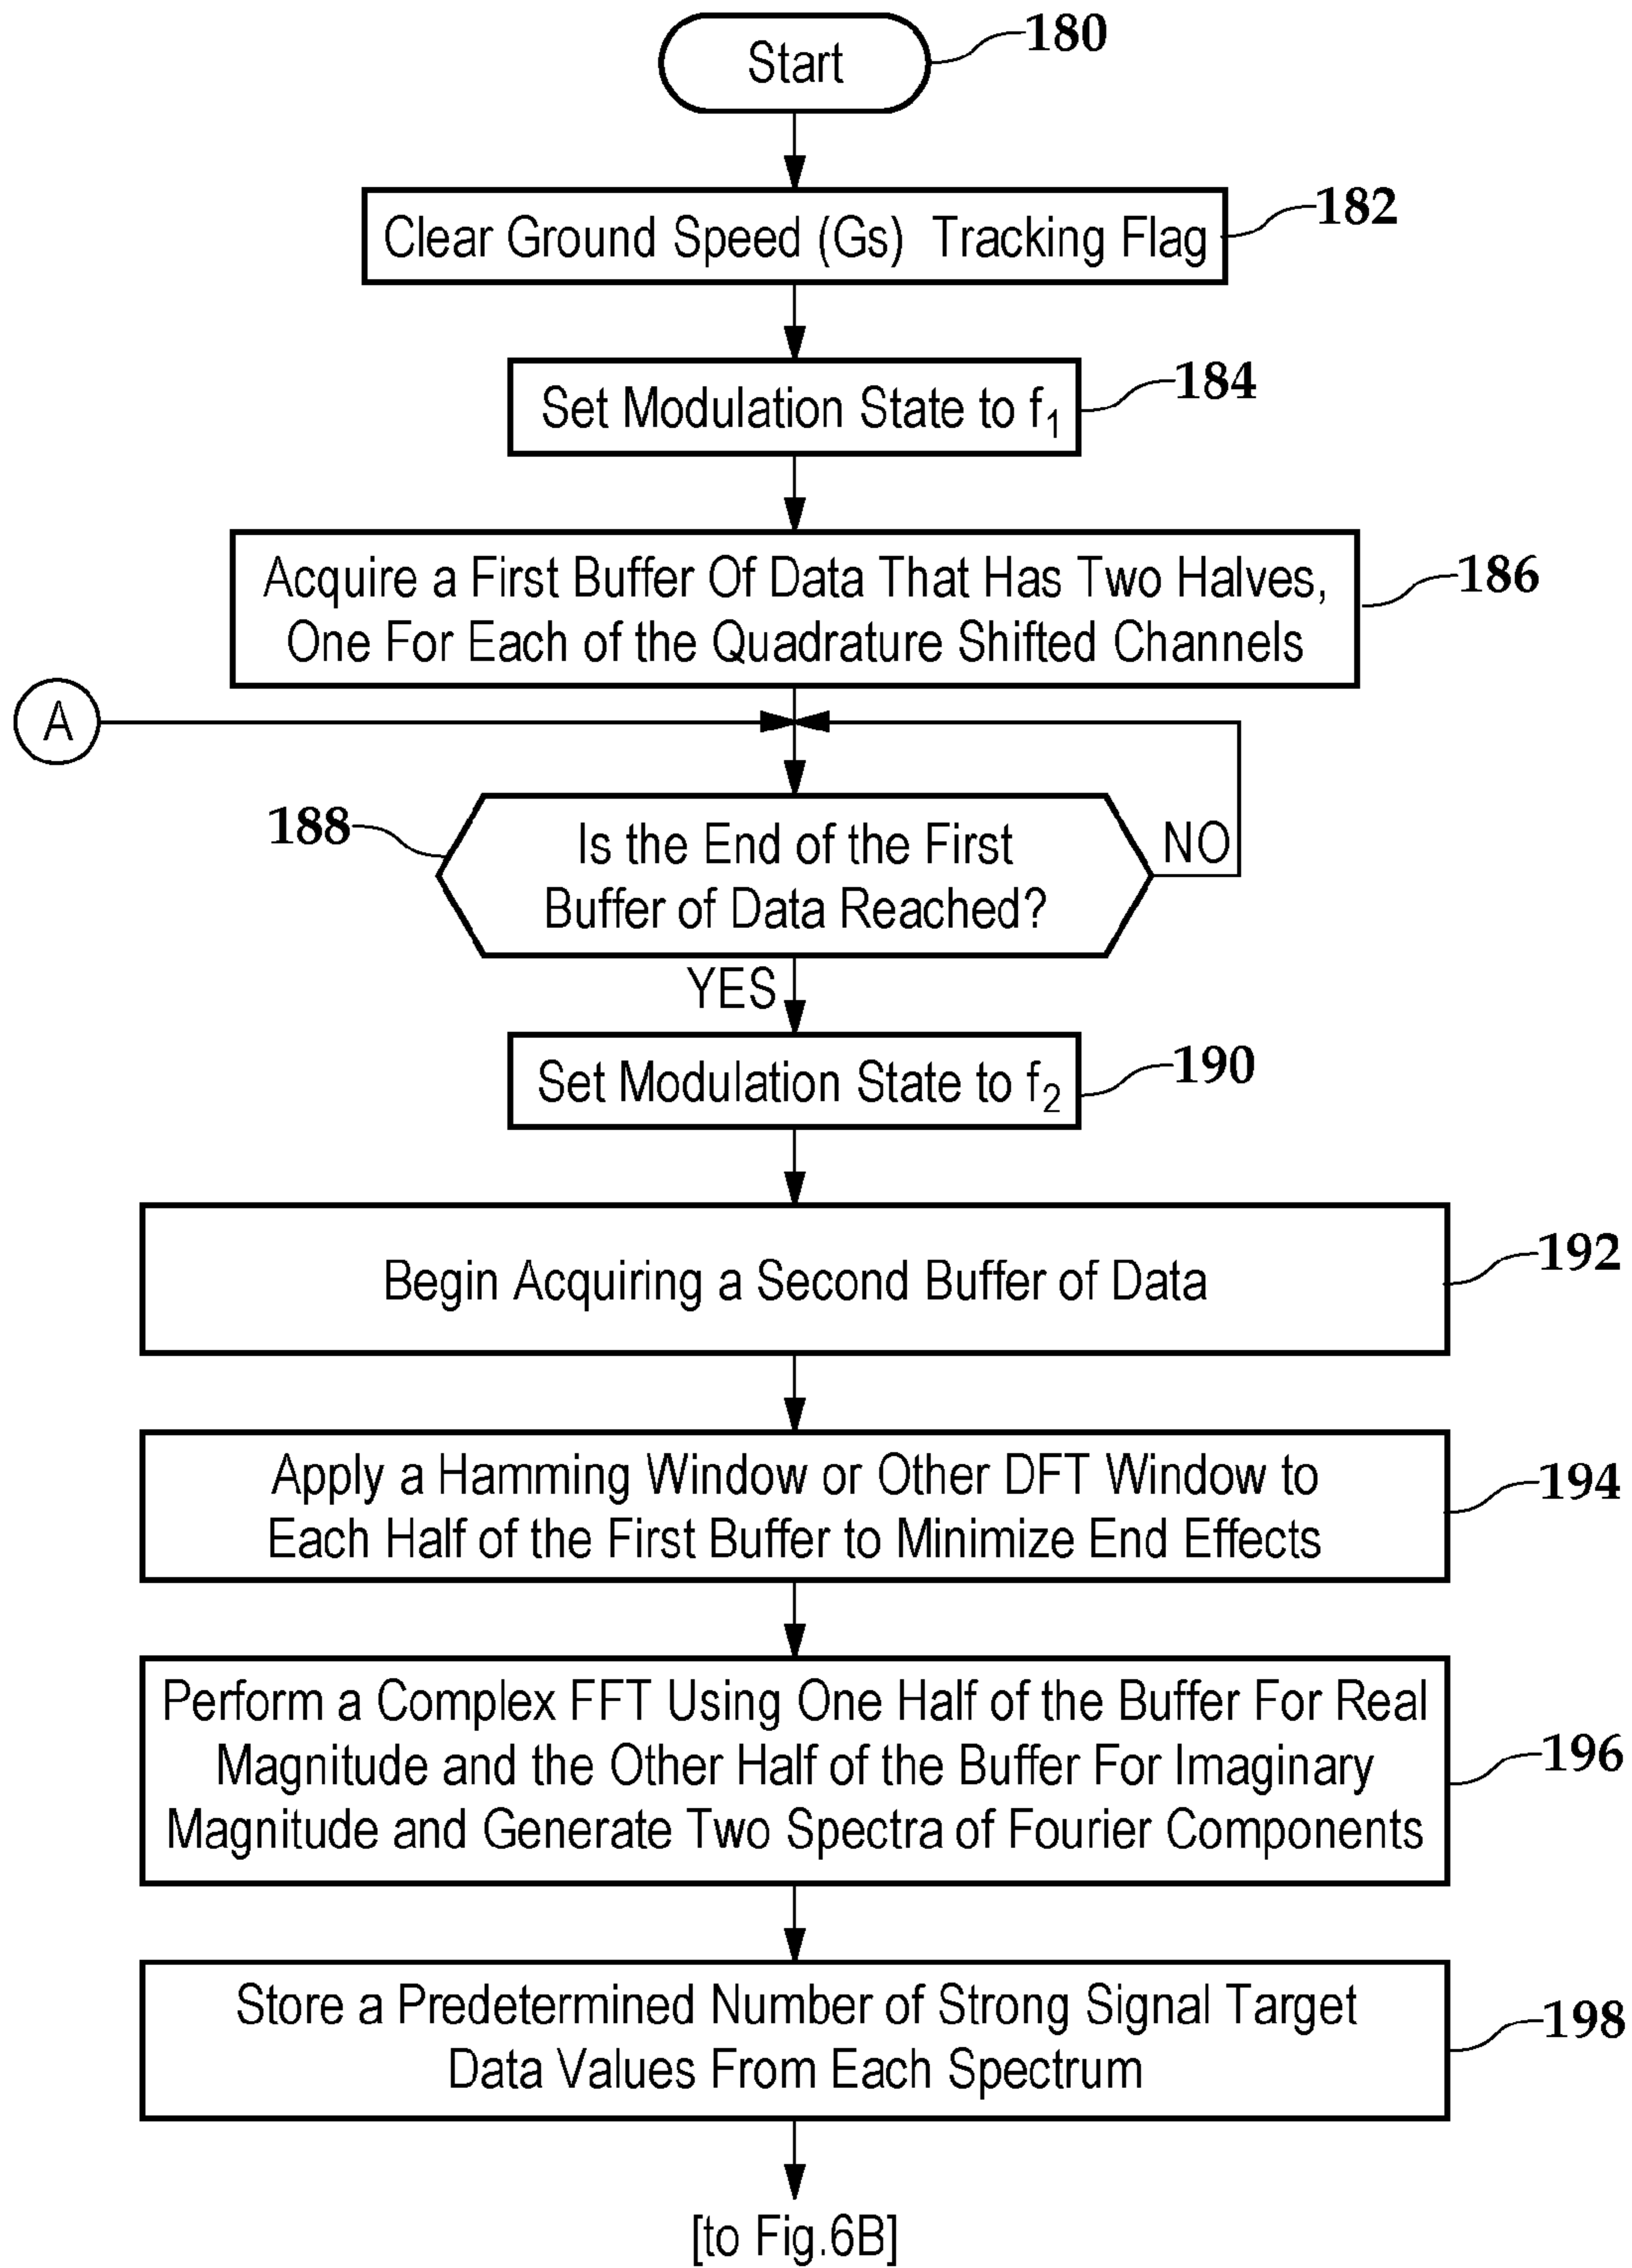 Start
180
Clear Ground Speed (Gs) Tracking Flag
182
Set Modulation State to f1
184
Acquire a First Buffer Of Data That Has Two Halves,
One For Each of the Quadrature Shifted Channels
186
A
188
Is the End of the First
Buffer of Data Reached?
NO
YES
Set Modulation State to f2
190
Begin Acquiring a Second Buffer of Data
192
Apply a Hamming Window or Other DFT Window to
Each Half of the First Buffer to Minimize End Effects
194
Perform a Complex FFT Using One Half of the Buffer For Real
Magnitude and the Other Half of the Buffer For Imaginary
Magnitude and Generate Two Spectra of Fourier Components
196
Store a Predetermined Number of Strong Signal Target
Data Values From Each Spectrum
198
[to Fig.6B]